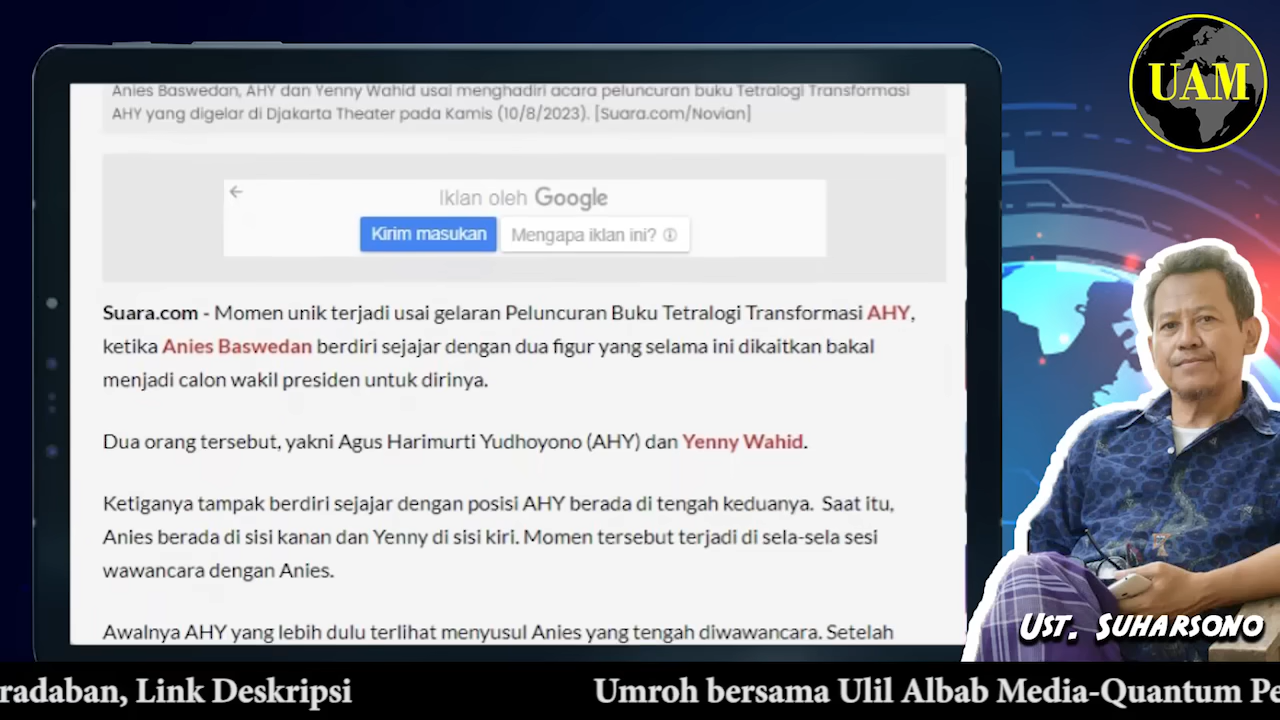 UAM
Anies Baswedan, AHY dan Yenny Wahid usai menghadiri acara peluncuran buku Tetralogi Transformasi
AHY yang digelar di Djakarta Theater pada Kamis (10/8/2023). [Suara.com/Novian]
Iklan oleh Google
Kirim masukan
Mengapa iklan ini?
Suara.com - Momen unik terjadi usai gelaran Peluncuran Buku Tetralogi Transformasi AHY,
ketika Anies Baswedan berdiri sejajar dengan dua figur yang selama ini dikaitkan bakal
menjadi calon wakil presiden untuk dirinya.
Dua orang tersebut, yakni Agus Harimurti Yudhoyono (AHY) dan Yenny Wahid.
Ketiganya tampak berdiri sejajar dengan posisi AHY berada di tengah keduanya. Saat itu,
Anies berada di sisi kanan dan Yenny di sisi kiri. Momen tersebut terjadi di sela-sela sesi
wawancara dengan Anies.
Awalnya AHY yang lebih dulu terlihat menyusul Anies yang tengah diwawancara. Setelah
UST. SUHARSONO
radaban, Link Deskripsi
Umroh bersama Ulil Albab Media-Quantum Pe